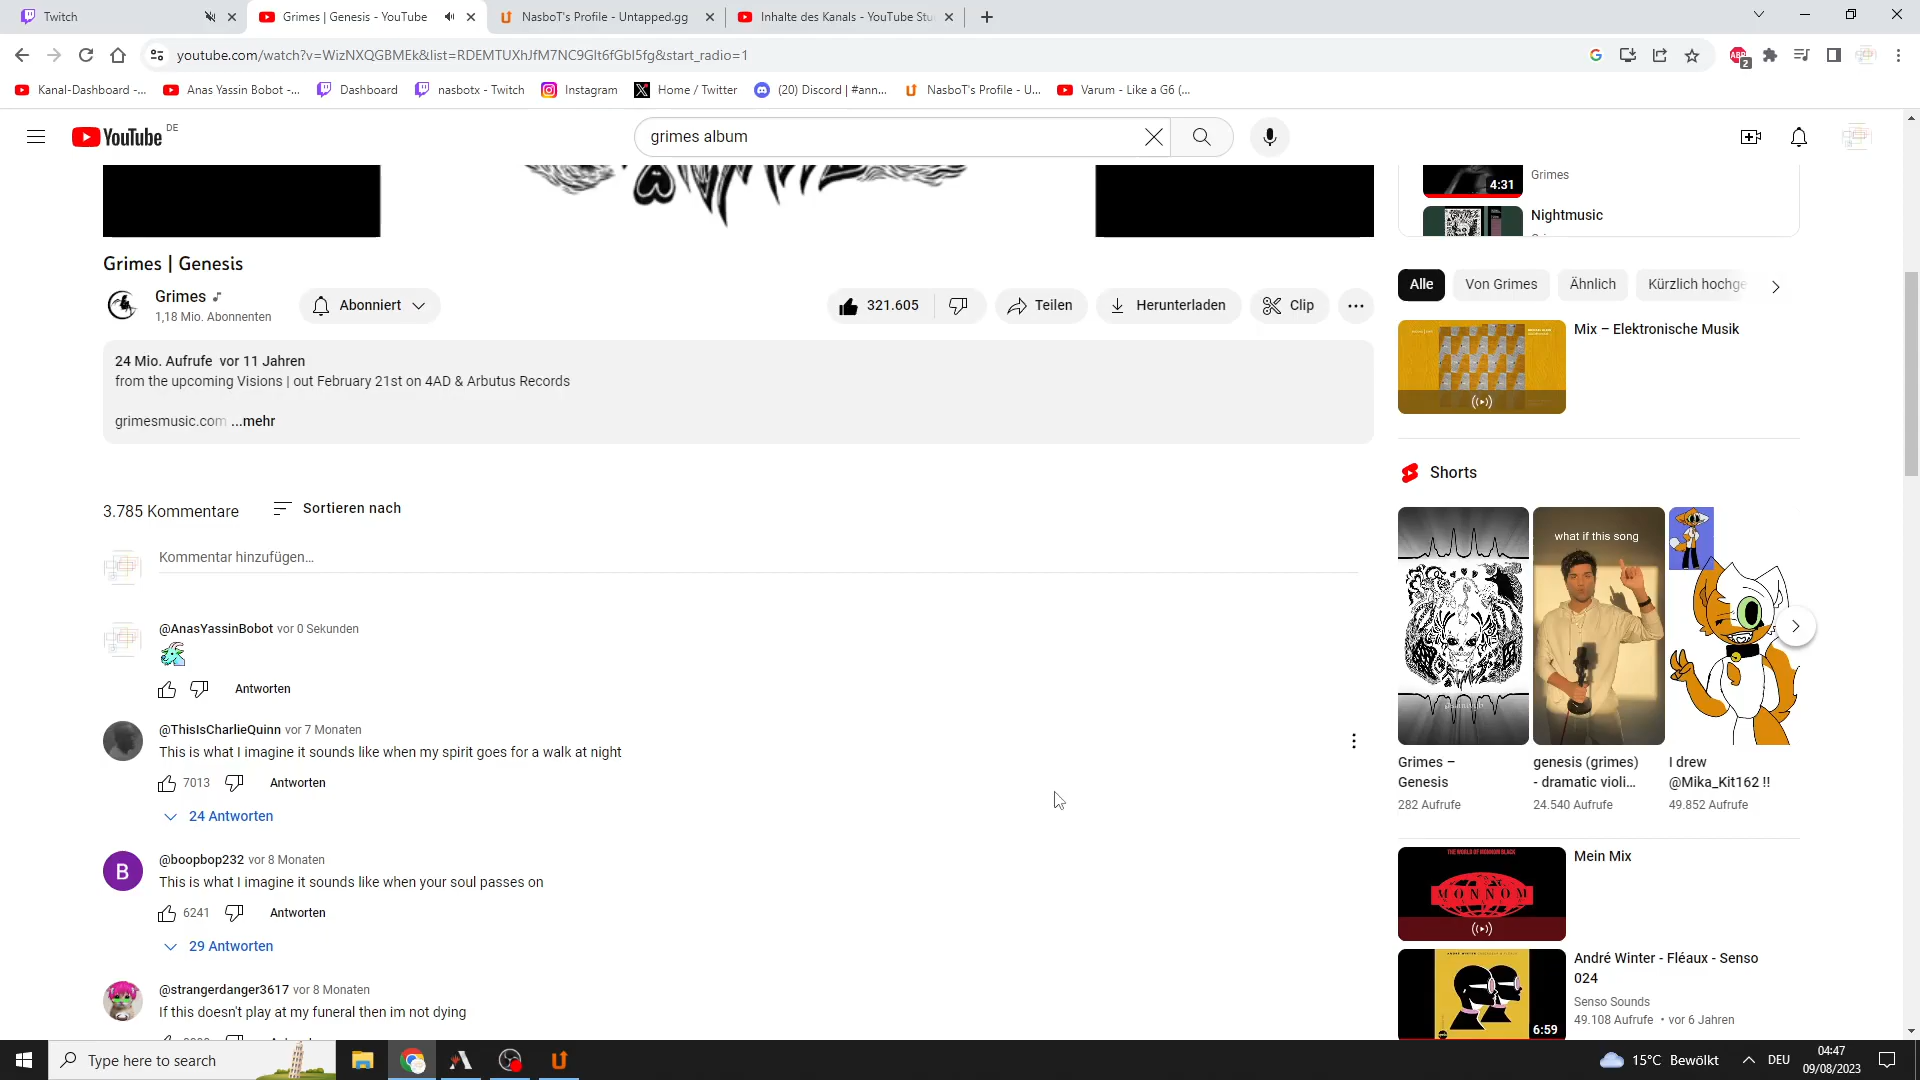 Twitch
Grimes | Genesis - YouTube
NasboT's Profile - Untapped.gg
Inhalte des Kanals - YouTube Stu
youtube.com/watch?v=WizNXQGBMEk&list=RDEMTUXhJfM7NC9Glt6fGbl5fg&start_radio=1
ABP
2
Kanal-Dashboard -...
Anas Yassin Bobot -...
Dashboard
nasbotx - Twitch
Instagram
Home / Twitter
(20) Discord | #ann...
NasboT's Profile - U...
Varum - Like a G6 (...
YouTube DE
grimes album
4:31
Grimes
Nightmusic
Grimes | Genesis
Grimes
1,18 Mio. Abonnenten
Abonniert
321.605
Teilen
Herunterladen
Clip
24 Mio. Aufrufe vor 11 Jahren
from the upcoming Visions | out February 21st on 4AD & Arbutus Records
grimesmusic.com ...mehr
3.785 Kommentare
Sortieren nach
Kommentar hinzufügen...
@AnasYassinBobot vor 0 Sekunden
Antworten
@ThisIsCharlieQuinn vor 7 Monaten
This is what I imagine it sounds like when my spirit goes for a walk at night
7013
Antworten
24 Antworten
B
@boopbop232 vor 8 Monaten
This is what I imagine it sounds like when your soul passes on
6241
Antworten
29 Antworten
@strangerdanger3617 vor 8 Monaten
If this doesn't play at my funeral then im not dying
Alle
Von Grimes
Ähnlich
Kürzlich hochge
Mix – Elektronische Musik
Shorts
what if this song
Grimes –
Genesis
282 Aufrufe
genesis (grimes)
- dramatic violi...
24.540 Aufrufe
I drew
@Mika_Kit162 !!
49.852 Aufrufe
THE WORLD OF MONNOM BLACK
MONNOM
Mein Mix
6:59
André Winter - Fléaux - Senso
024
Senso Sounds
49.108 Aufrufe • vor 6 Jahren
Type here to search
15°C Bewölkt
DEU
04:47
09/08/2023